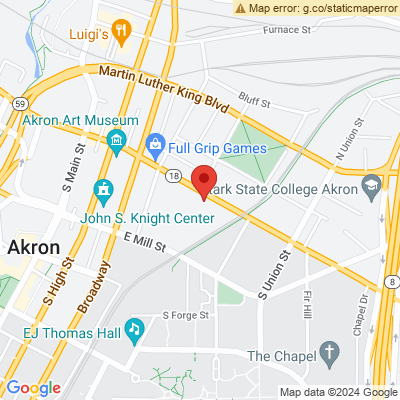 Map error: g.co/staticmaperror
Furnace St
Luigi's
Martin Luther King Blvd
Bluff St
59
Akron Art Museum
Full Grip Games
N Union St
S Main St
18
tark State College Akron
John S. Knight Center
E Mill St
Akron
S High St
Broadway
S Union St
Fir Hill
8
Chapel Dr
S Forge St
EJ Thomas Hall
The Chapel
Google
Map data ©2024 Google